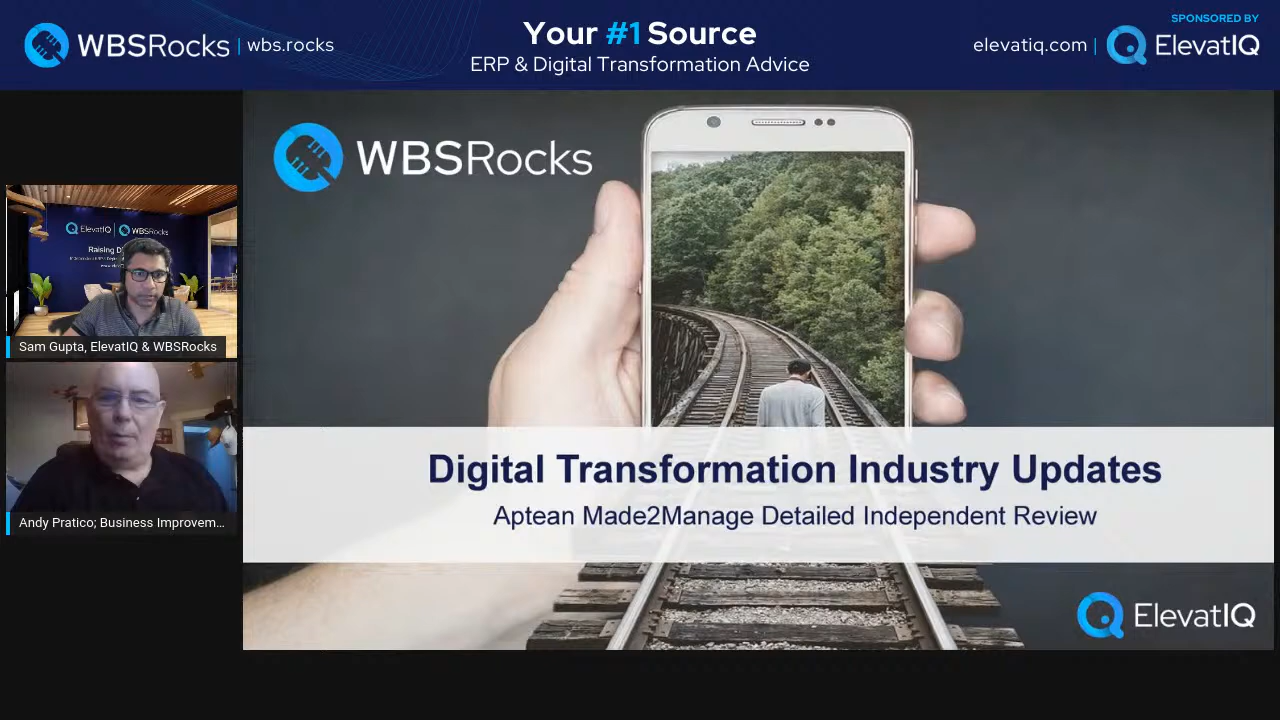 WBSRocks | wbs.rocks
Your #1 Source
ERP & Digital Transformation Advice
SPONSORED BY
elevatiq.com | ElevatIQ
WBSRocks
ElevatIQ | WBSRocks
Sam Gupta, ElevatIQ & WBSRocks
Andy Pratico; Business Improvem...
Digital Transformation Industry Updates
Aptean Made2Manage Detailed Independent Review
ElevatIQ